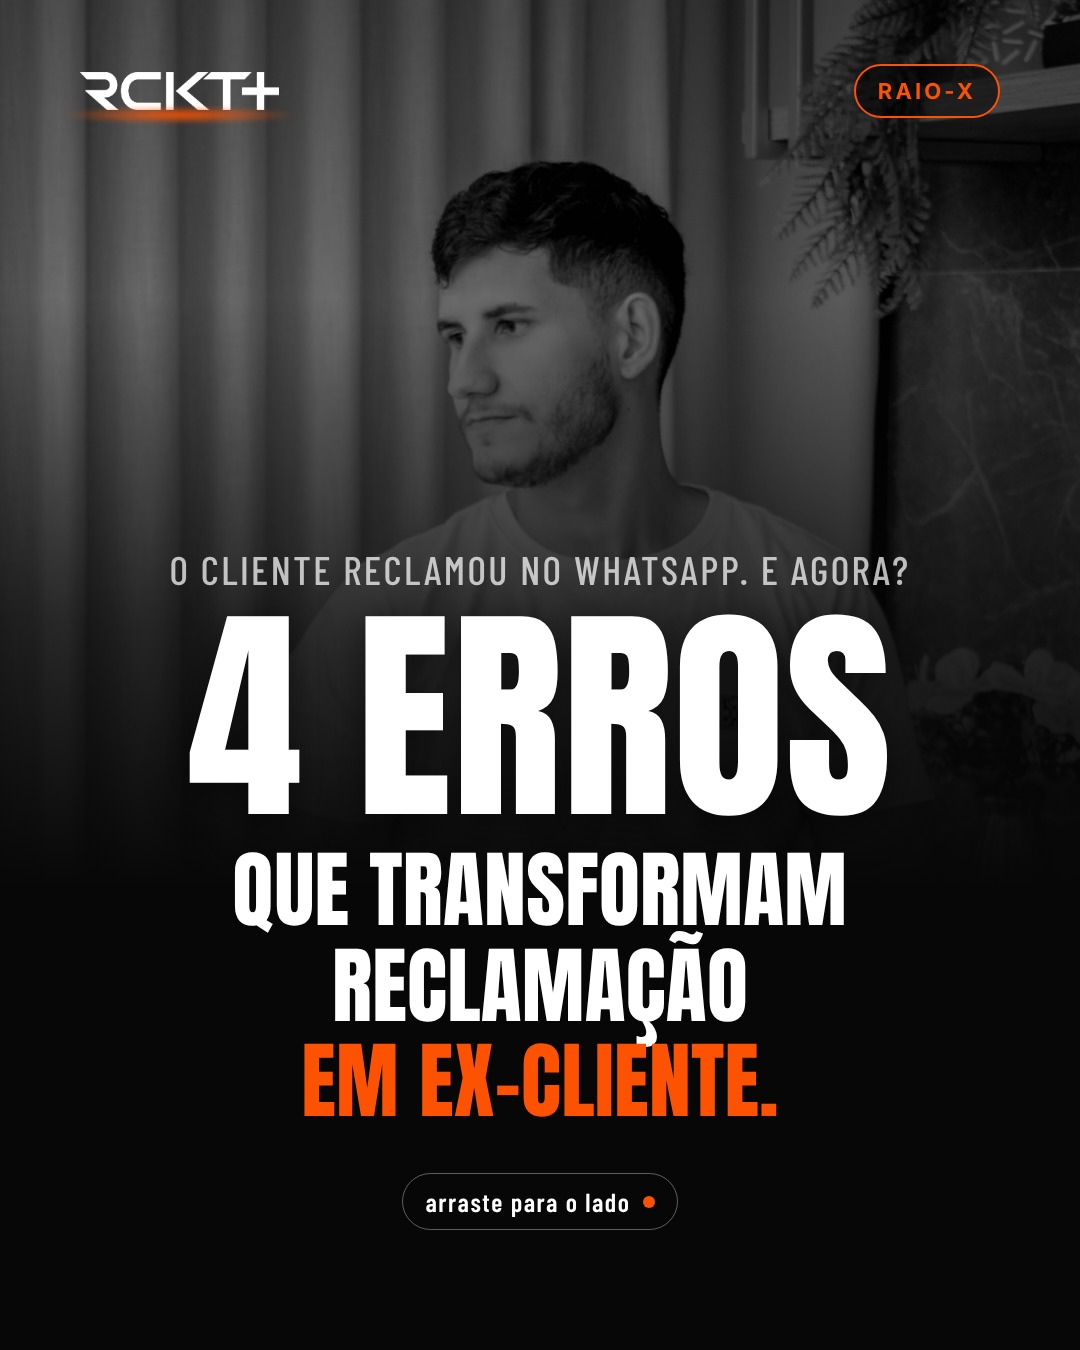 RCKT+
RAIO-X
O CLIENTE RECLAMOU NO WHATSAPP. E AGORA?
4 ERROS
QUE TRANSFORMAM
RECLAMAÇÃO
EM EX-CLIENTE.
arraste para o lado